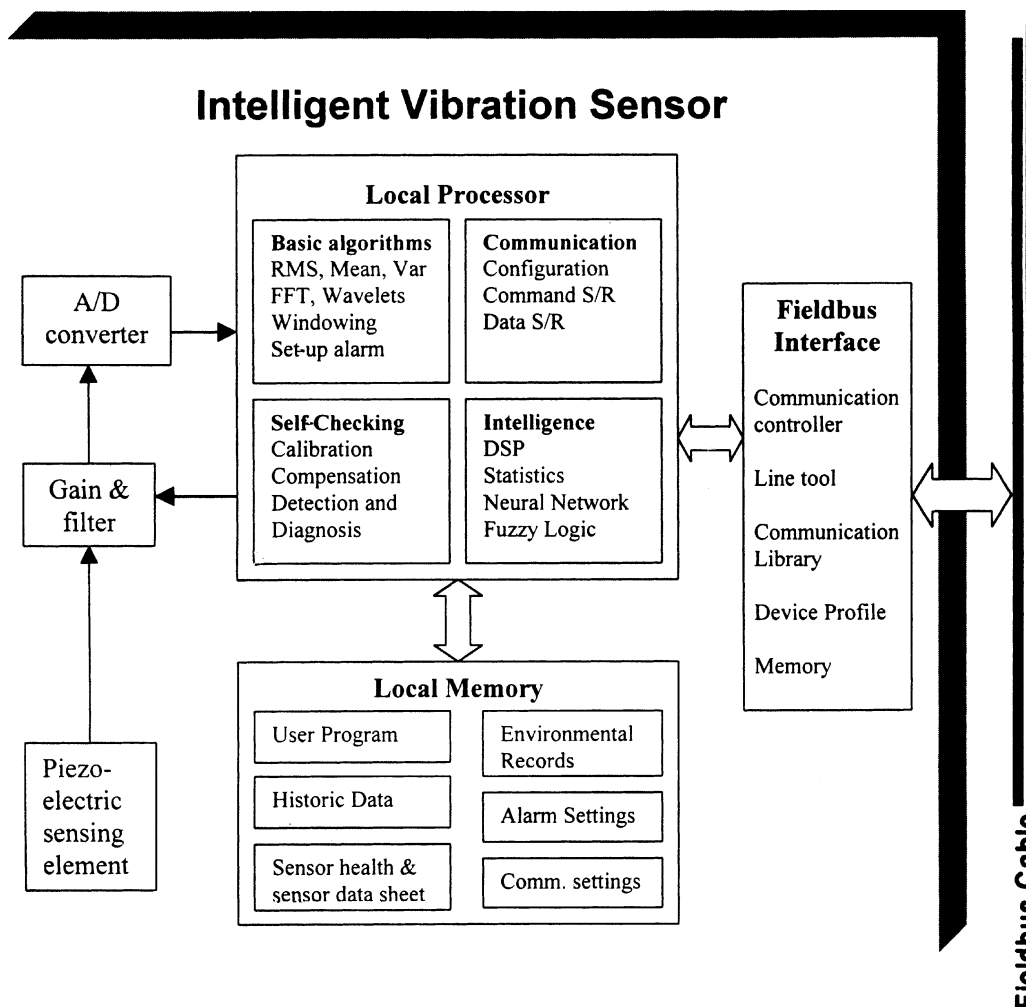 Intelligent Vibration Sensor
Local Processor
Basic algorithms
RMS, Mean, Var
FFT, Wavelets
Windowing
Set-up alarm
Communication
Configuration
Command S/R
Data S/R
Self-Checking
Calibration
Compensation
Detection and
Diagnosis
Intelligence
DSP
Statistics
Neural Network
Fuzzy Logic
A/D
converter
Gain &
filter
Piezo-
electric
sensing
element
Local Memory
User Program
Historic Data
Sensor health &
sensor data sheet
Environmental
Records
Alarm Settings
Comm. settings
Fieldbus
Interface
Communication
controller
Line tool
Communication
Library
Device Profile
Memory
Fieldbus Cable